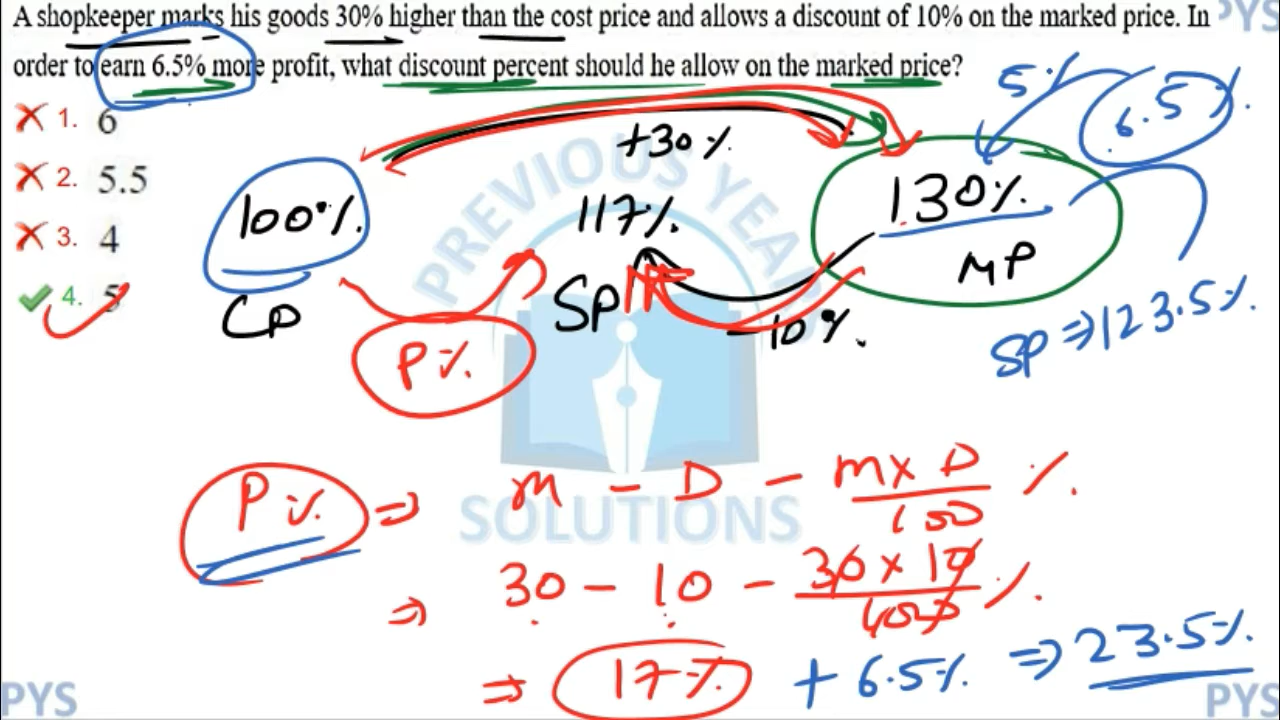 A shopkeeper marks his goods 30% higher than the cost price and allows a discount of 10% on the marked price. In
order to earn 6.5% more profit, what discount percent should he allow on the marked price?
1. 6
2. 5.5
3. 4
4. 5
5%
6.5%.
+30%.
100%.
117%.
130%.
CP
SP
MP
-10%.
SP ⇒ 123.5%.
P%.
PREVIOUS YEAR
SOLUTIONS
P%. ⇒ M - D - M×D/100 %.
⇒ 30 - 10 - 30×10/100 %.
⇒ 17% + 6.5%. ⇒ 23.5%.
PYS
PYS
PYS